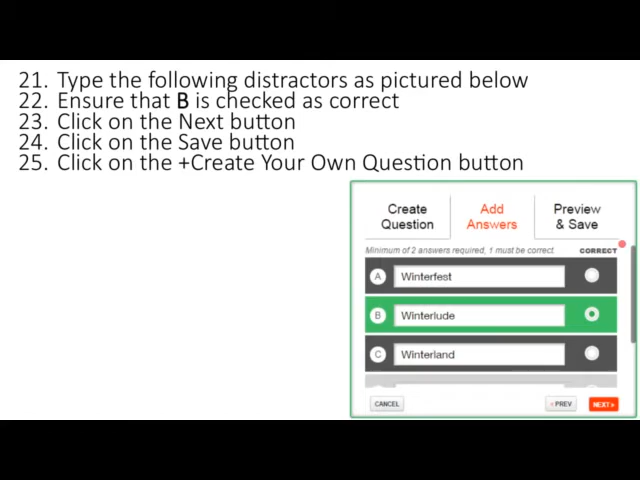 21. Type the following distractors as pictured below
22. Ensure that B is checked as correct
23. Click on the Next button
24. Click on the Save button
25. Click on the +Create Your Own Question button
Create Question
Add Answers
Preview & Save
Minimum of 2 answers required, 1 must be correct.
CORRECT
A Winterfest
B Winterlude
C Winterland
CANCEL
< PREV
NEXT >